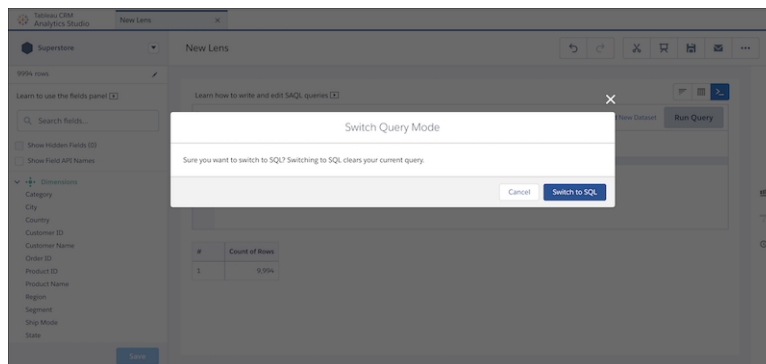 Tableau CRM
Analytics Studio
New Lens
Superstore
New Lens
9994 rows
Learn to use the fields panel
Learn how to write and edit SAQL queries
Search fields...
New Dataset
Run Query
Switch Query Mode
Show Hidden Fields (0)
Show Field API Names
Sure you want to switch to SQL? Switching to SQL clears your current query.
Cancel
Switch to SQL
Dimensions
Category
City
Country
Customer ID
Customer Name
Order ID
Product ID
Product Name
Region
Segment
Ship Mode
State
# Count of Rows
1 9,994
Save